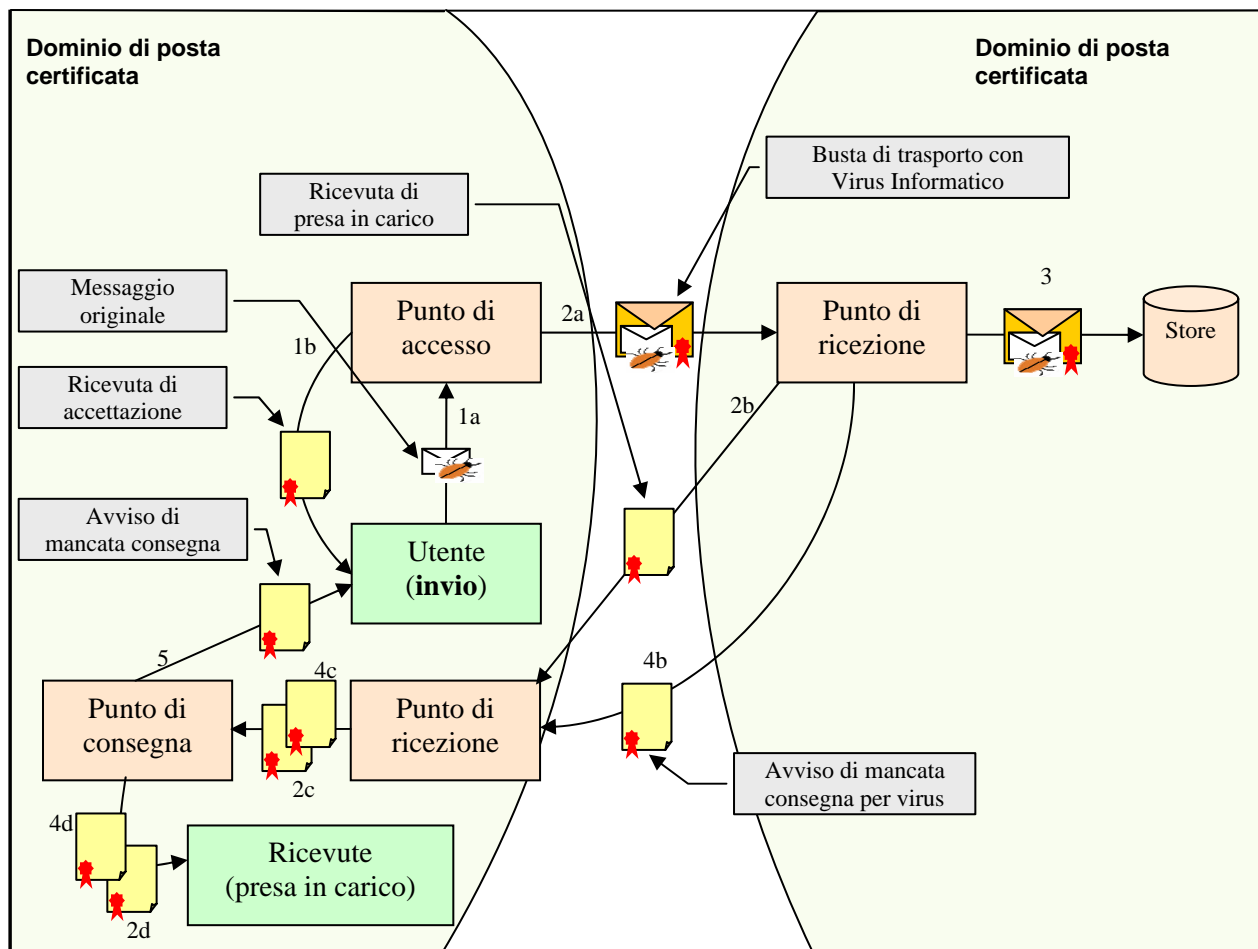 Dominio di posta
certificata
Dominio di posta
certificata
Busta di trasporto con
Virus Informatico
Ricevuta di
presa in carico
Messaggio
originale
Punto di
accesso
2a
Punto di
ricezione
3
Store
1b
Ricevuta di
accettazione
1a
2b
Avviso di
mancata consegna
Utente
(invio)
5
4c
4b
Punto di
consegna
Punto di
ricezione
2c
Avviso di mancata
consegna per virus
4d
Ricevute
(presa in carico)
2d